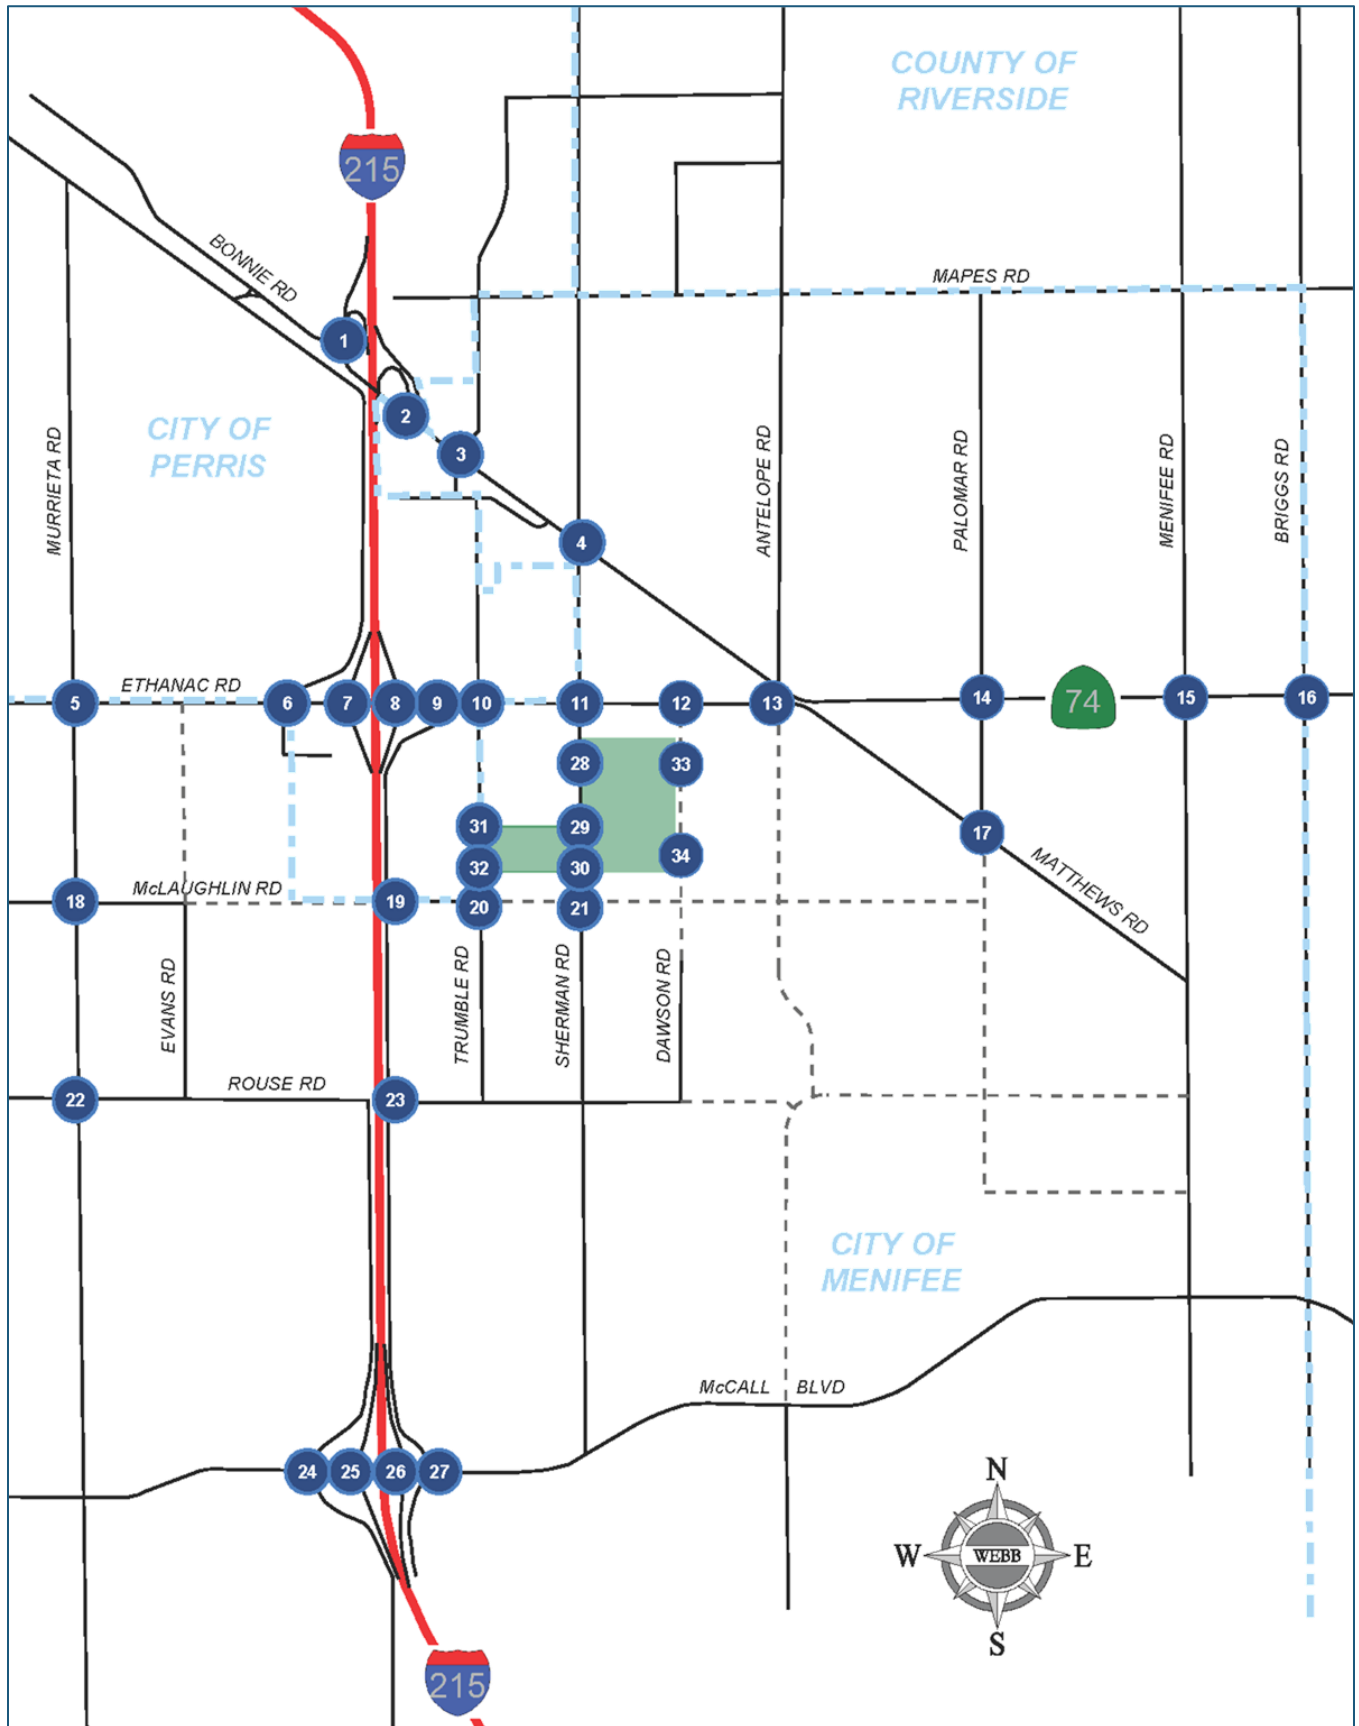 COUNTY OF
RIVERSIDE
215
BONNIE RD
MAPES RD
1
2
3
4
CITY OF
PERRIS
MURRIETA RD
ANTELOPE RD
PALOMAR RD
MENIFEE RD
BRIGGS RD
ETHANAC RD
5
6
7
8
9
10
11
12
13
14
74
15
16
28
33
31
29
17
32
30
34
MATTHEWS RD
McLAUGHLIN RD
18
19
20
21
EVANS RD
TRUMBLE RD
SHERMAN RD
DAWSON RD
ROUSE RD
22
23
CITY OF
MENIFEE
McCALL BLVD
24
25
26
27
N
W
WEBB
E
S
215